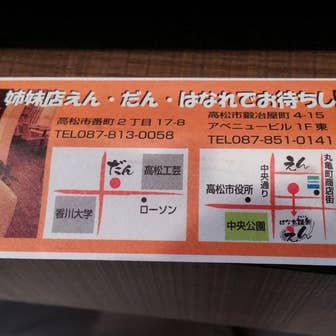 姉妹店えん・だん・はなれでお待ちし
高松市番町2丁目17-8
TEL087-813-0058
高松市鍛冶屋町4-15
アベニュービル1F東
TEL087-851-0141
だん
高松工芸
香川大学
ローソン
えん
中央通り
丸亀町商店街
高松市役所
中央公園
えん